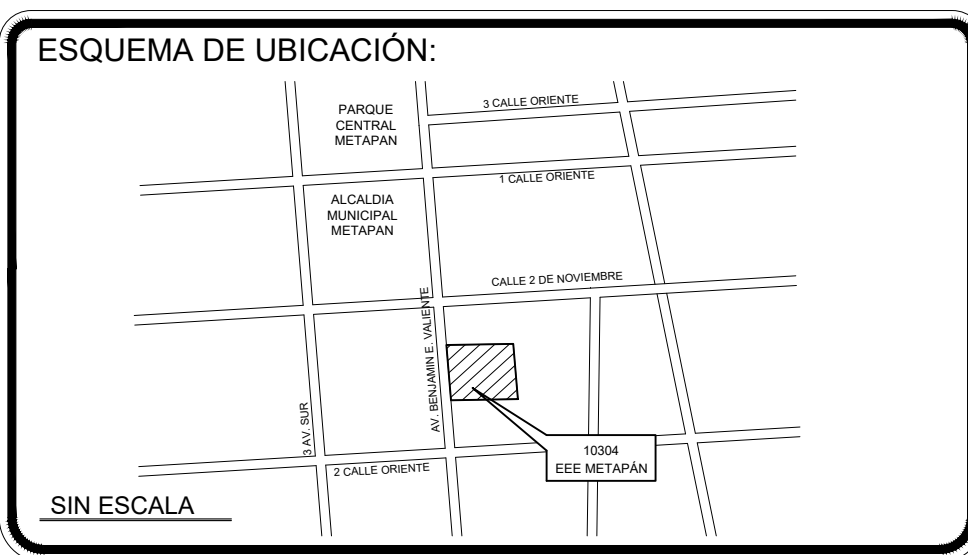 ESQUEMA DE UBICACIÓN:
PARQUE
CENTRAL
METAPAN
3 CALLE ORIENTE
1 CALLE ORIENTE
ALCALDIA
MUNICIPAL
METAPAN
CALLE 2 DE NOVIEMBRE
AV. BENJAMIN E. VALIENTE
3 AV. SUR
10304
EEE METAPÁN
2 CALLE ORIENTE
SIN ESCALA